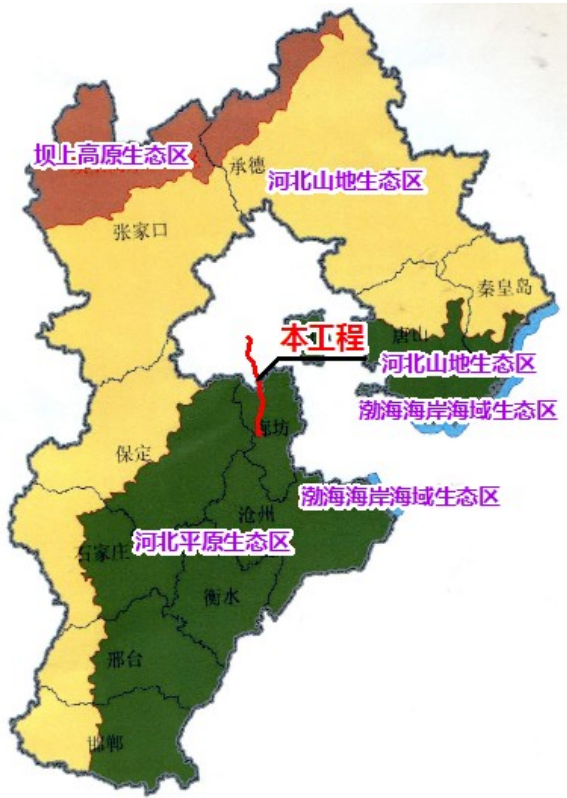 坝上高原生态区
承德
河北山地生态区
张家口
秦皇岛
本工程
唐山
河北山地生态区
渤海海岸海域生态区
廊坊
保定
渤海海岸海域生态区
沧州
河北平原生态区
石家庄
衡水
邢台
邯郸